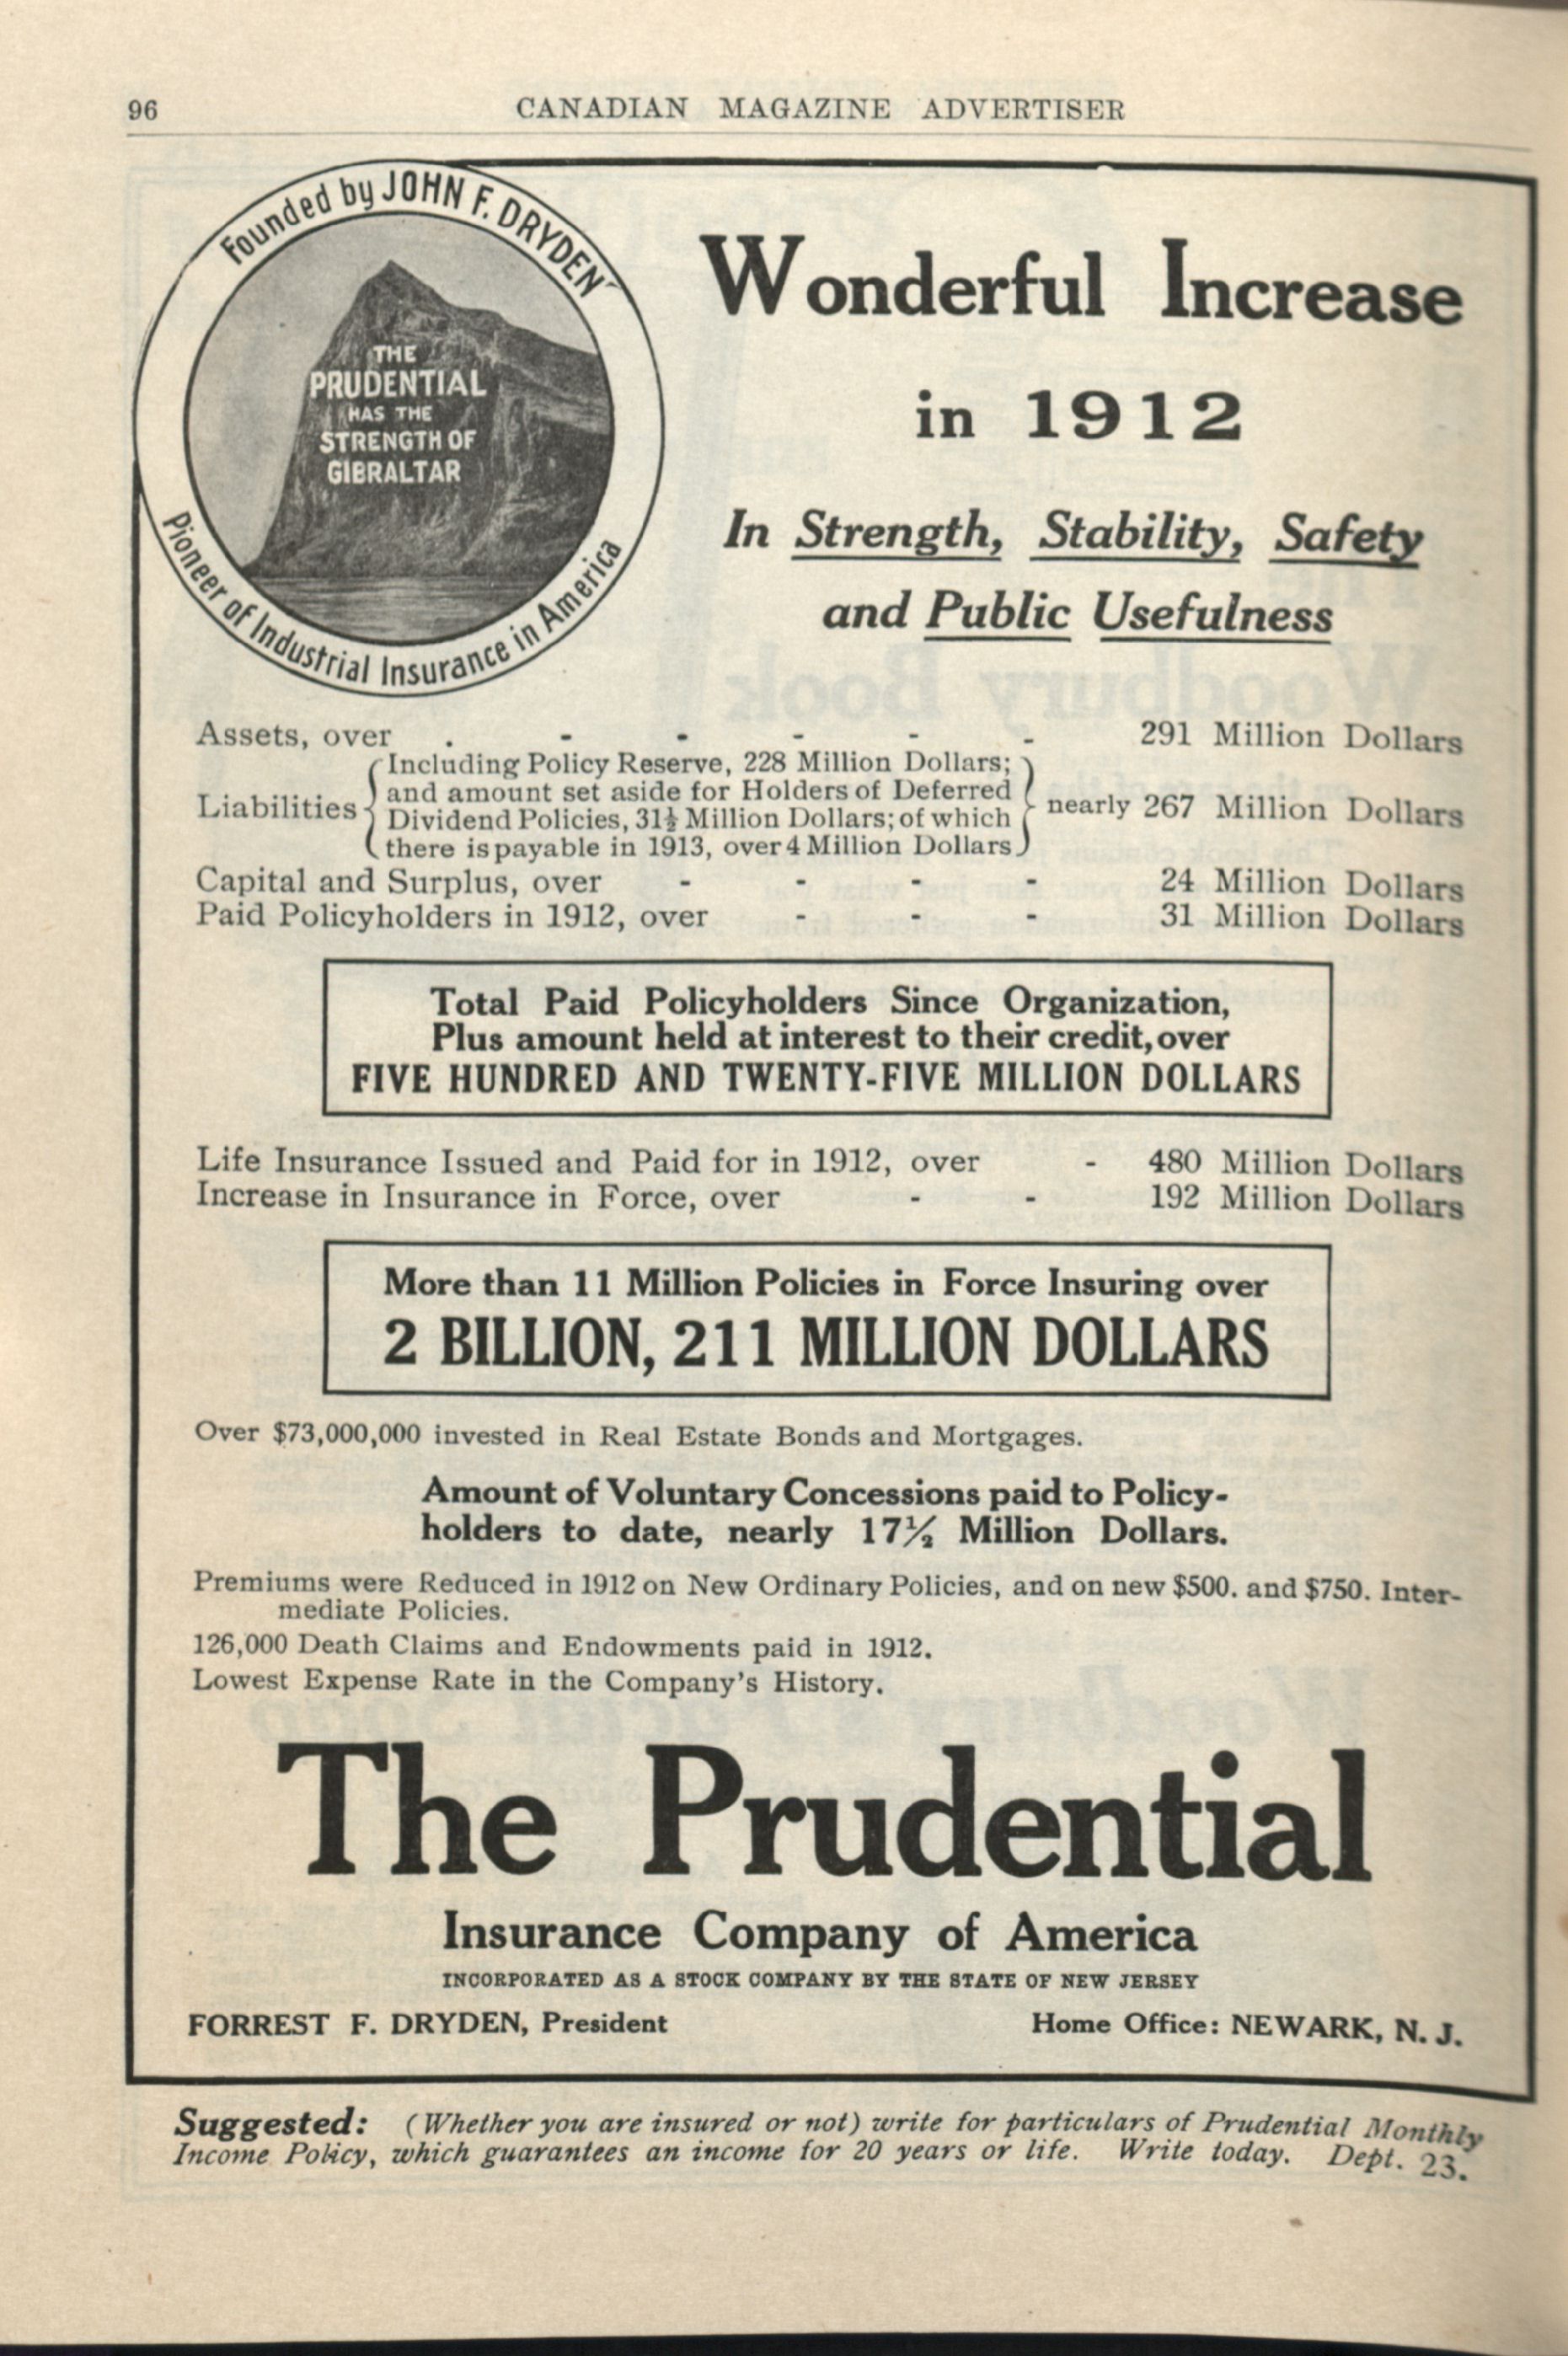 96
CANADIAN MAGAZINE ADVERTISER
Founded by JOHN F. DRYDEN
THE
PRUDENTIAL
HAS THE
STRENGTH OF
GIBRALTAR
Pioneer of Industrial Insurance in America
Wonderful Increase
in 1912
In Strength, Stability, Safety
and Public Usefulness
Assets, over . - - - - - 291 Million Dollars
Liabilities { Including Policy Reserve, 228 Million Dollars;
and amount set aside for Holders of Deferred
Dividend Policies, 31½ Million Dollars; of which
there is payable in 1913, over 4 Million Dollars } nearly 267 Million Dollars
Capital and Surplus, over - - - - 24 Million Dollars
Paid Policyholders in 1912, over - - - 31 Million Dollars
Total Paid Policyholders Since Organization,
Plus amount held at interest to their credit, over
FIVE HUNDRED AND TWENTY-FIVE MILLION DOLLARS
Life Insurance Issued and Paid for in 1912, over - 480 Million Dollars
Increase in Insurance in Force, over - - 192 Million Dollars
More than 11 Million Policies in Force Insuring over
2 BILLION, 211 MILLION DOLLARS
Over $73,000,000 invested in Real Estate Bonds and Mortgages.
Amount of Voluntary Concessions paid to Policy-
holders to date, nearly 17½ Million Dollars.
Premiums were Reduced in 1912 on New Ordinary Policies, and on new $500. and $750. Inter-
mediate Policies.
126,000 Death Claims and Endowments paid in 1912.
Lowest Expense Rate in the Company's History.
The Prudential
Insurance Company of America
INCORPORATED AS A STOCK COMPANY BY THE STATE OF NEW JERSEY
FORREST F. DRYDEN, President Home Office: NEWARK, N. J.
Suggested: (Whether you are insured or not) write for particulars of Prudential Monthly
Income Policy, which guarantees an income for 20 years or life. Write today. Dept. 23.